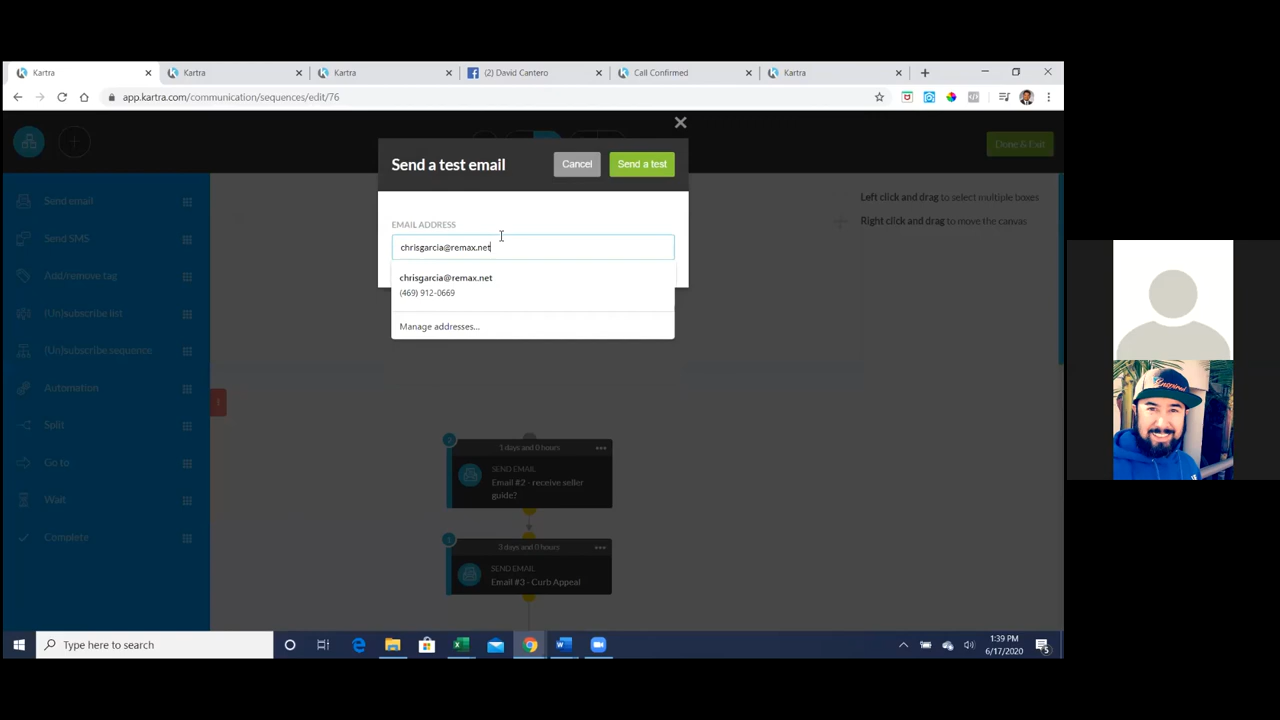 Kartra
Kartra
Kartra
(2) David Cantero
Call Confirmed
Kartra
app.kartra.com/communication/sequences/edit/76
Send a test email
Cancel
Send a test
Done & Exit
EMAIL ADDRESS
chrisgarcia@remax.net
chrisgarcia@remax.net
(469) 912-0669
Manage addresses...
Left click and drag to select multiple boxes
Right click and drag to move the canvas
Send email
Send SMS
Add/remove tag
(Un)subscribe list
(Un)subscribe sequence
Automation
Split
Go to
Wait
Complete
2
1 days and 0 hours
SEND EMAIL
Email #2 - receive seller
guide?
1
3 days and 0 hours
SEND EMAIL
Email #3 - Curb Appeal
Inspired
Type here to search
1:39 PM
6/17/2020
5